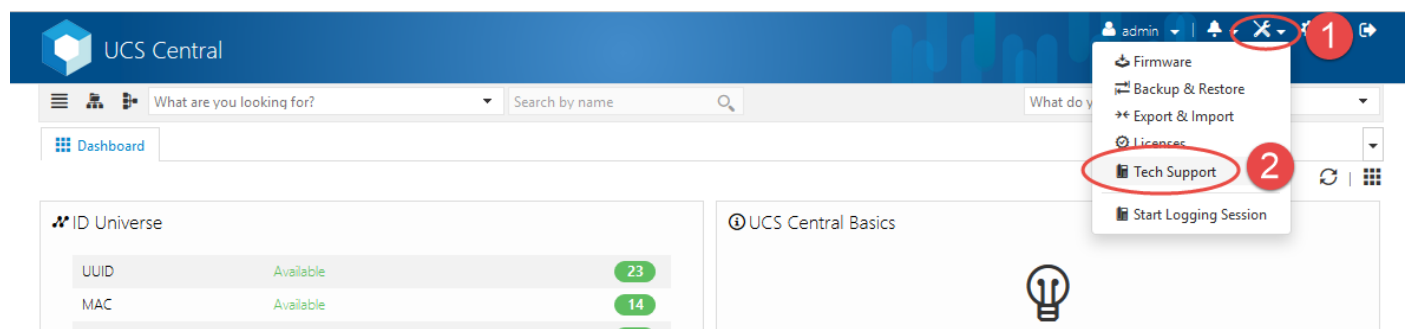 UCS Central
admin
1
Firmware
Backup & Restore
Export & Import
Licenses
Tech Support
2
Start Logging Session
What are you looking for?
Search by name
What do y
Dashboard
ID Universe
UUID Available 23
MAC Available 14
UCS Central Basics